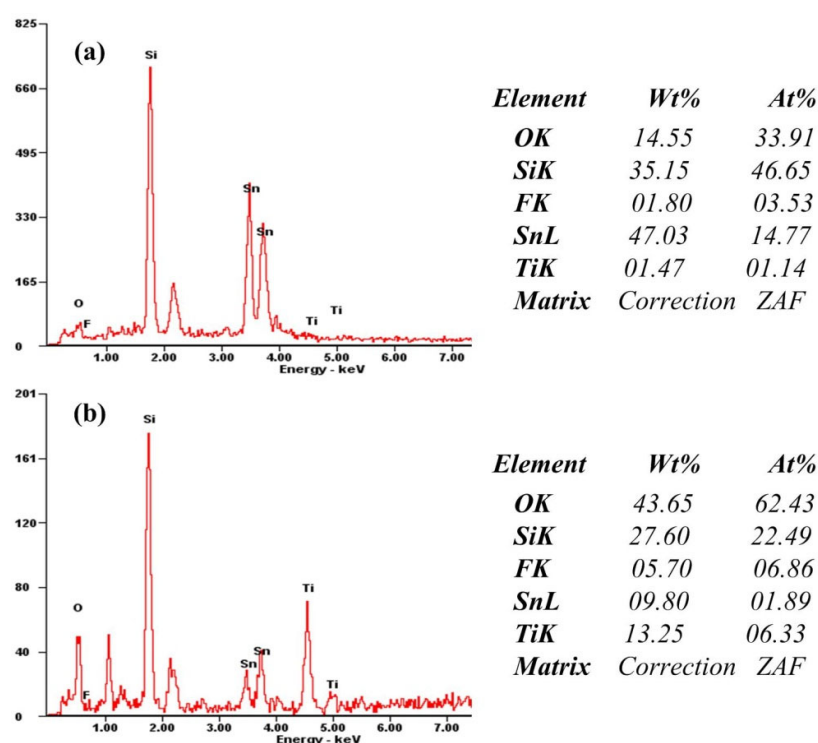 825
(a)
Si
660
495
Sn
330
Sn
165
O
F
Ti
Ti
0
1.00 2.00 3.00 4.00 5.00 6.00 7.00
Energy - keV
Element Wt% At%
OK 14.55 33.91
SiK 35.15 46.65
FK 01.80 03.53
SnL 47.03 14.77
TiK 01.47 01.14
Matrix Correction ZAF
201
(b)
Si
161
120
80
Ti
O
40
Sn
Sn
F
Ti
0
1.00 2.00 3.00 4.00 5.00 6.00 7.00
Energy - keV
Element Wt% At%
OK 43.65 62.43
SiK 27.60 22.49
FK 05.70 06.86
SnL 09.80 01.89
TiK 13.25 06.33
Matrix Correction ZAF